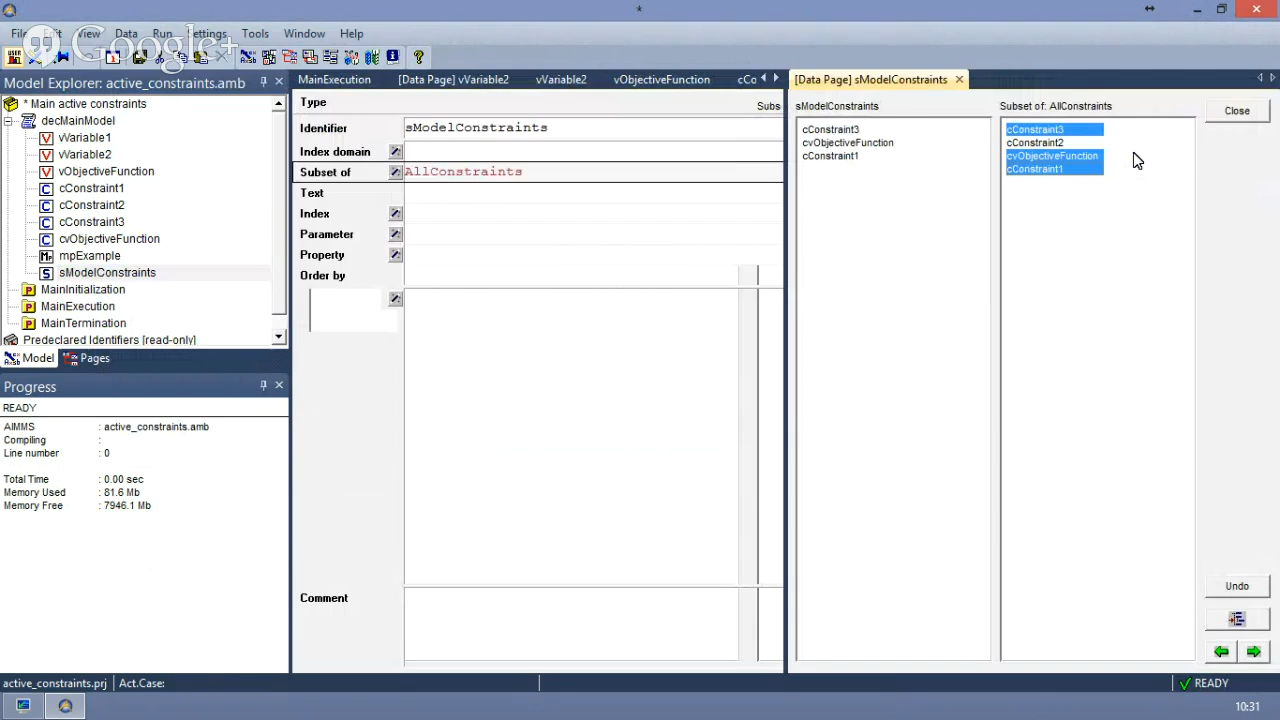 *
File Edit View Data Run Settings Tools Window Help
Google+
Model Explorer: active_constraints.amb
MainExecution [Data Page] vVariable2 vVariable2 vObjectiveFunction cCo
[Data Page] sModelConstraints
* Main active constraints
decMainModel
vVariable1
vVariable2
vObjectiveFunction
cConstraint1
cConstraint2
cConstraint3
cvObjectiveFunction
mpExample
sModelConstraints
MainInitialization
MainExecution
MainTermination
Predeclared Identifiers [read-only]
Model Pages
Progress
READY
AIMMS : active_constraints.amb
Compiling :
Line number : 0
Total Time : 0.00 sec
Memory Used : 81.6 Mb
Memory Free : 7946.1 Mb
Type Subs
Identifier sModelConstraints
Index domain
Subset of AllConstraints
Text
Index
Parameter
Property
Order by
Comment
sModelConstraints
cConstraint3
cvObjectiveFunction
cConstraint1
Subset of: AllConstraints
cConstraint3
cConstraint2
cvObjectiveFunction
cConstraint1
Close
Undo
active_constraints.prj Act.Case:
READY
10:31